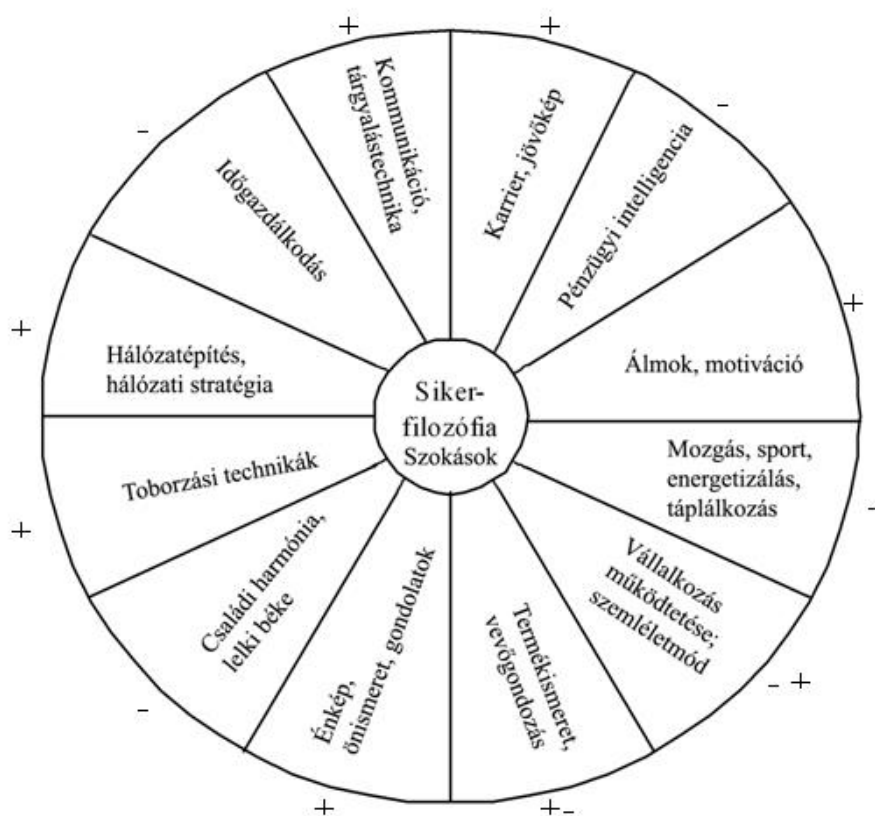 +
+
-
+
-
- +
+ -
+
-
+
+
-
Kommunikáció,
tárgyalástechnika
Karrier, jövőkép
Pénzügyi intelligencia
Álmok, motiváció
Mozgás, sport,
energetizálás,
táplálkozás
Vállalkozás
működtetése;
szemléletmód
Termékismeret,
vevőgondozás
Énkép,
önismeret, gondolatok
Családi harmónia,
lelki béke
Toborzási technikák
Hálózatépítés,
hálózati stratégia
Időgazdálkodás
Siker-
filozófia
Szokások